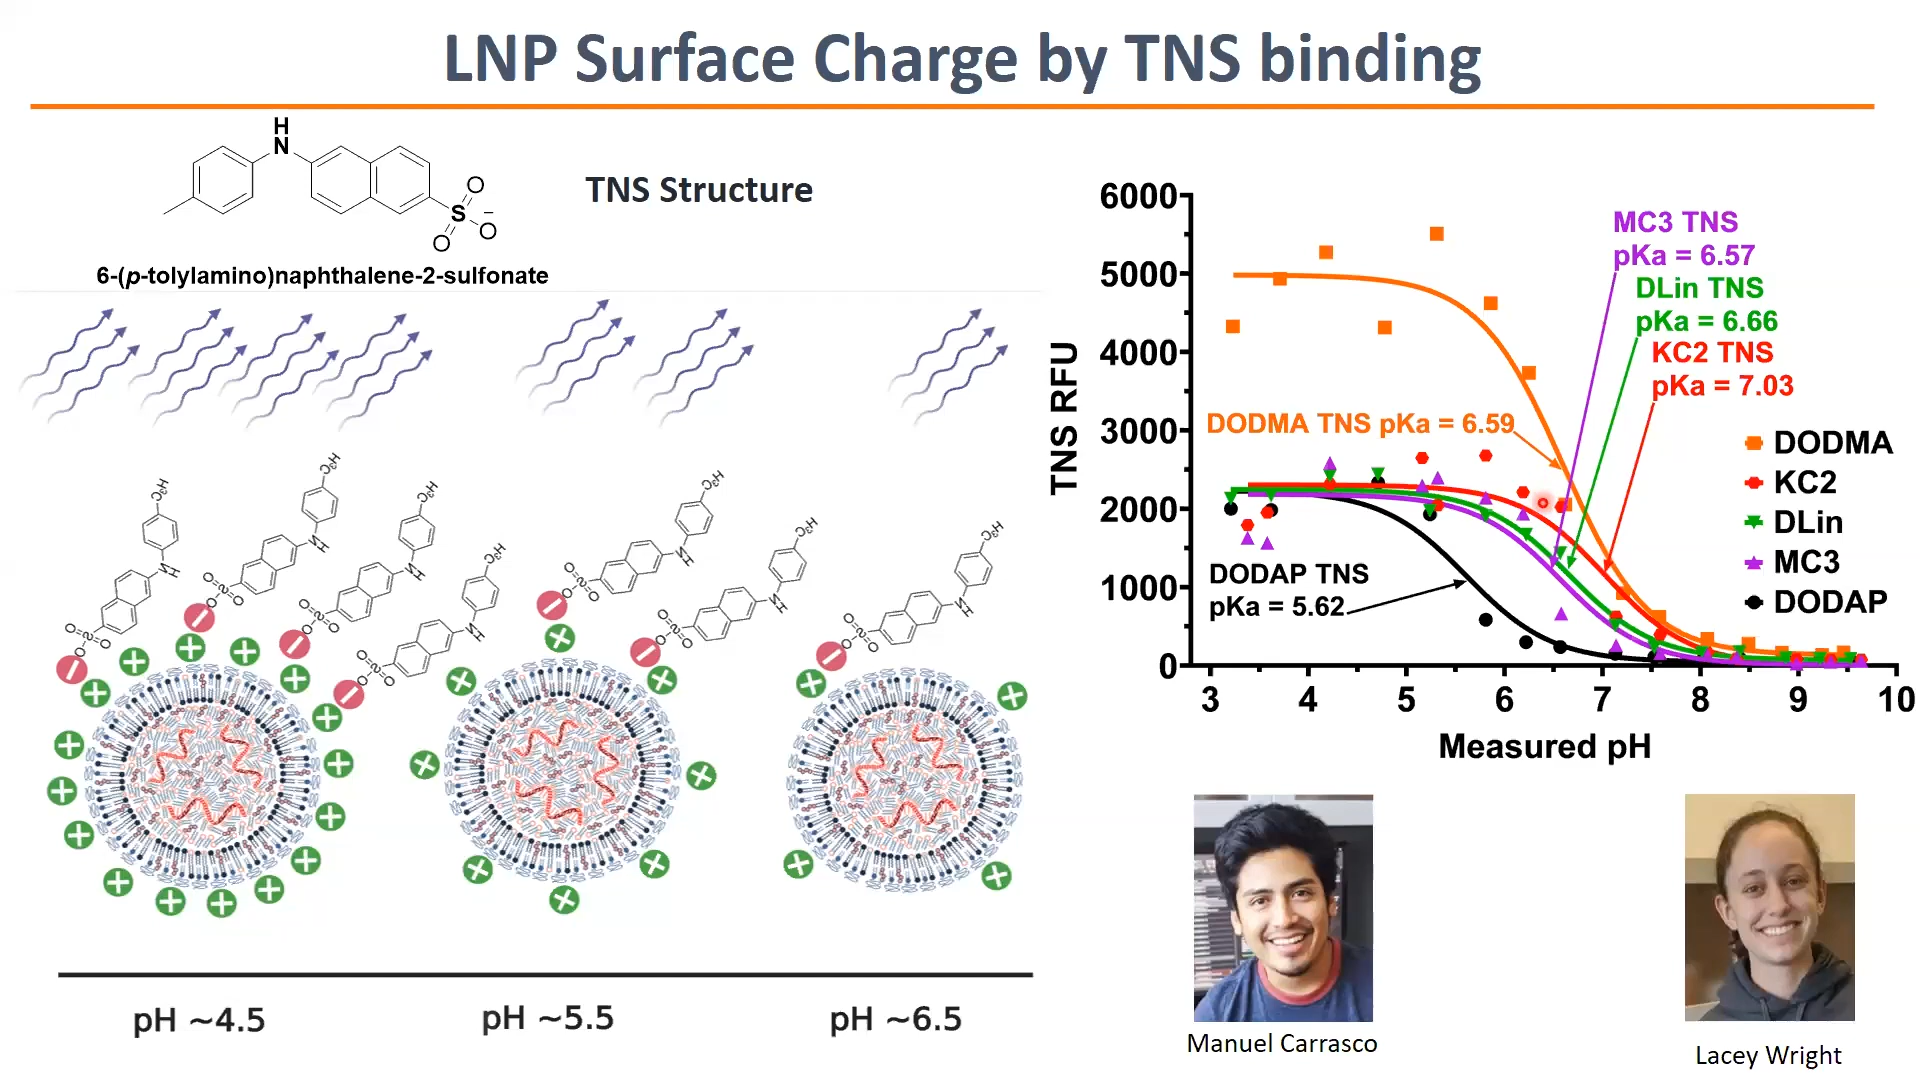 LNP Surface Charge by TNS binding
H
N
O
S
O
O
−
TNS Structure
6-(p-tolylamino)naphthalene-2-sulfonate
6000
5000
4000
3000
2000
1000
0
TNS RFU
3 4 5 6 7 8 9 10
Measured pH
MC3 TNS
pKa = 6.57
DLin TNS
pKa = 6.66
KC2 TNS
pKa = 7.03
DODMA TNS pKa = 6.59
DODAP TNS
pKa = 5.62
DODMA
KC2
DLin
MC3
DODAP
pH ~4.5
pH ~5.5
pH ~6.5
Manuel Carrasco
Lacey Wright